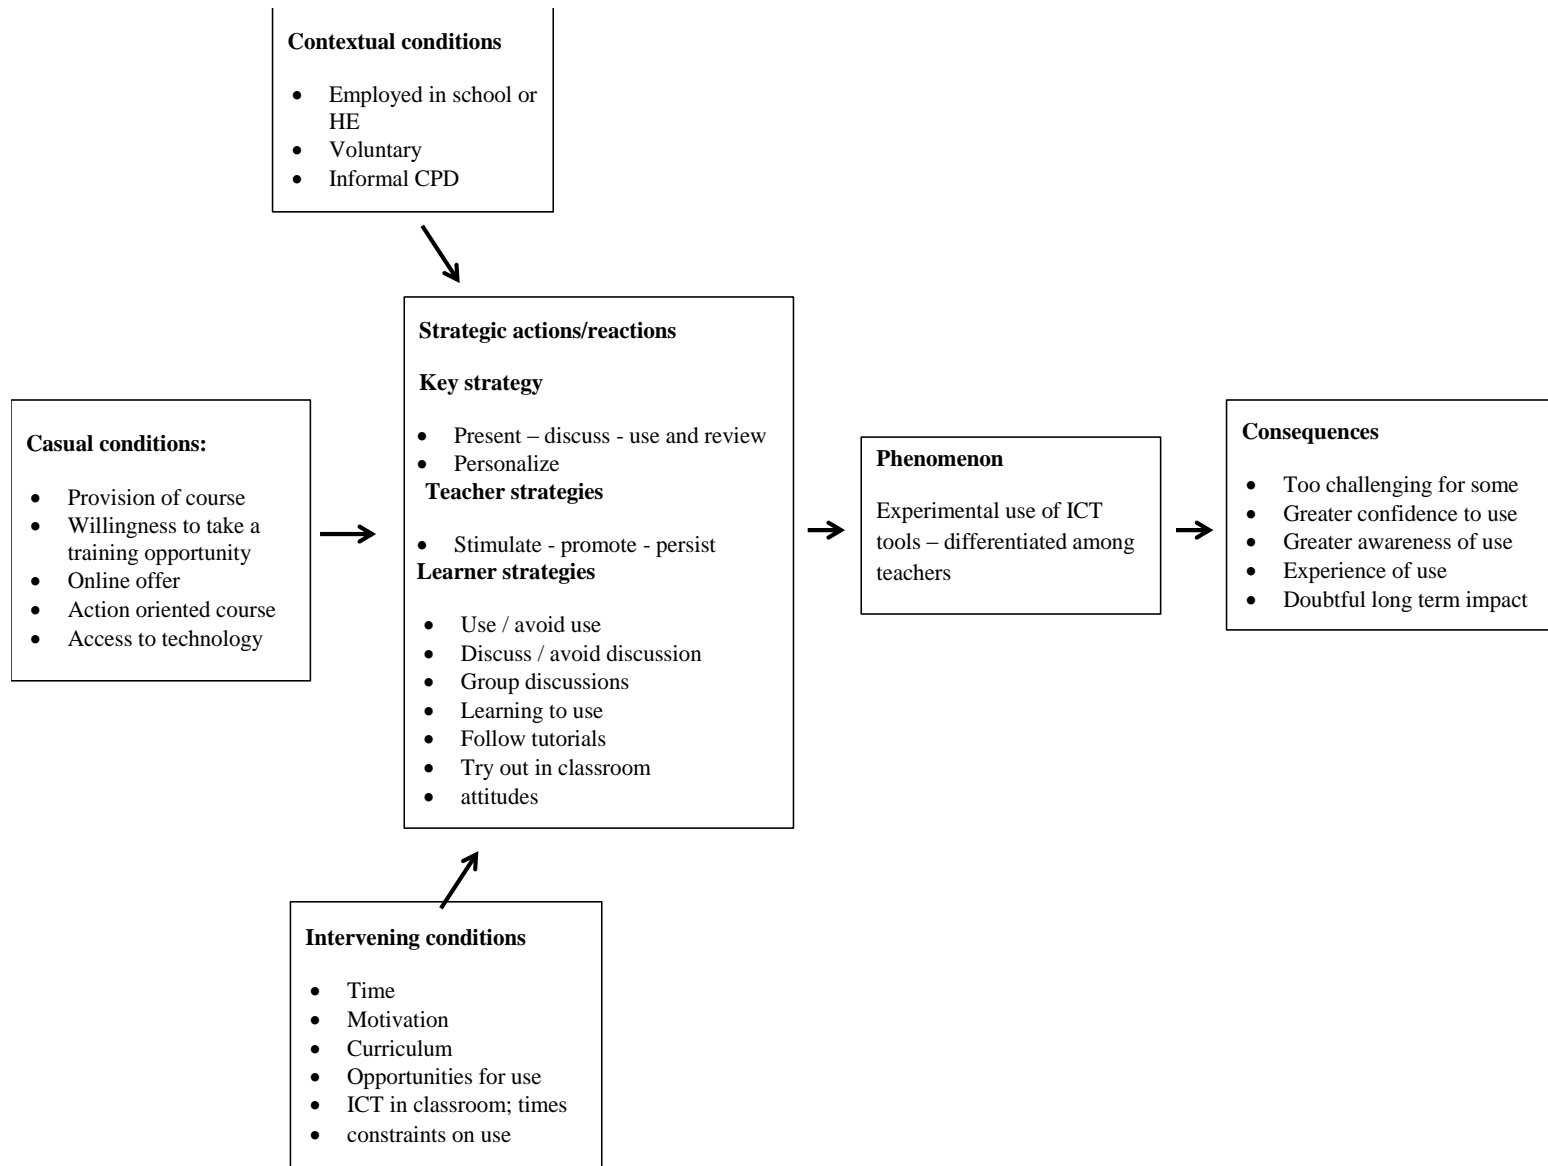 Contextual conditions
• Employed in school or
HE
• Voluntary
• Informal CPD
Strategic actions/reactions
Key strategy
• Present – discuss - use and review
• Personalize
Teacher strategies
• Stimulate - promote - persist
Learner strategies
• Use / avoid use
• Discuss / avoid discussion
• Group discussions
• Learning to use
• Follow tutorials
• Try out in classroom
• attitudes
Casual conditions:
• Provision of course
• Willingness to take a
training opportunity
• Online offer
• Action oriented course
• Access to technology
Phenomenon
Experimental use of ICT
tools – differentiated among
teachers
Consequences
• Too challenging for some
• Greater confidence to use
• Greater awareness of use
• Experience of use
• Doubtful long term impact
Intervening conditions
• Time
• Motivation
• Curriculum
• Opportunities for use
• ICT in classroom; times
• constraints on use